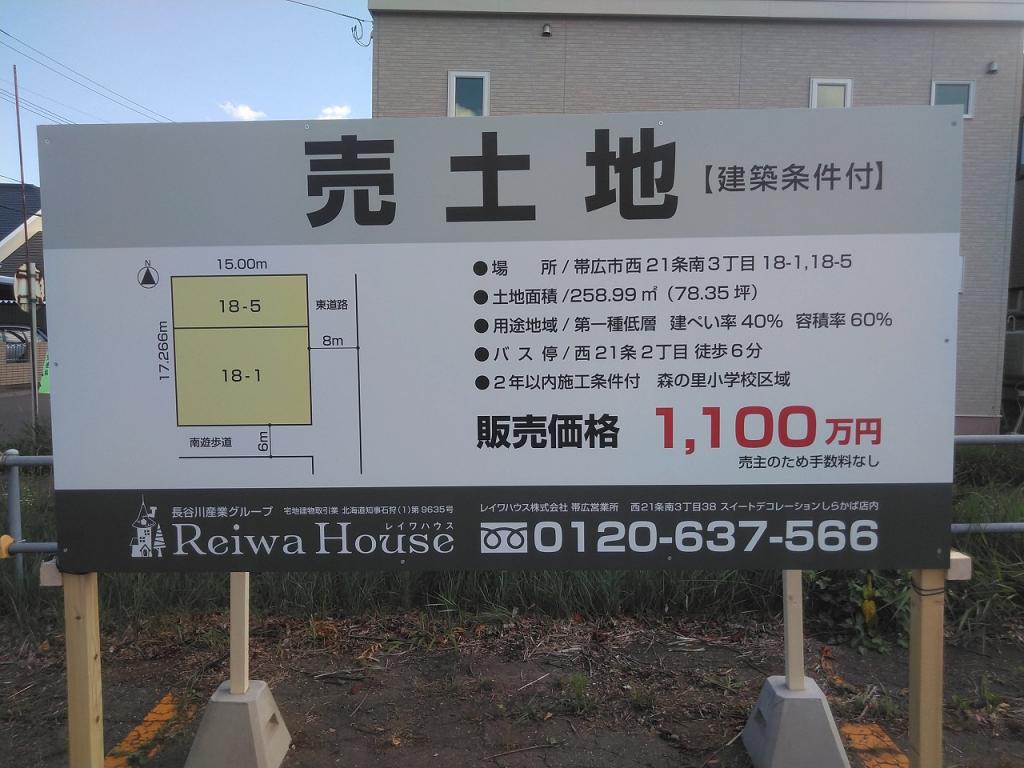 売土地【建築条件付】
N
15.00m
18-5
18-1
17.266m
東道路
8m
南遊歩道
6m
●場 所/帯広市西21条南3丁目18-1,18-5
●土地面積/258.99㎡(78.35坪)
●用途地域/第一種低層 建ぺい率40% 容積率60%
●バス停/西21条2丁目 徒歩6分
●2年以内施工条件付 森の里小学校区域
販売価格 1,100万円
売主のため手数料なし
長谷川産業グループ 宅地建物取引業 北海道知事石狩(1)第9635号
レイワハウス
Reiwa House
レイワハウス株式会社 帯広営業所 西21条南3丁目38 スイートデコレーションしらかば店内
0120-637-566